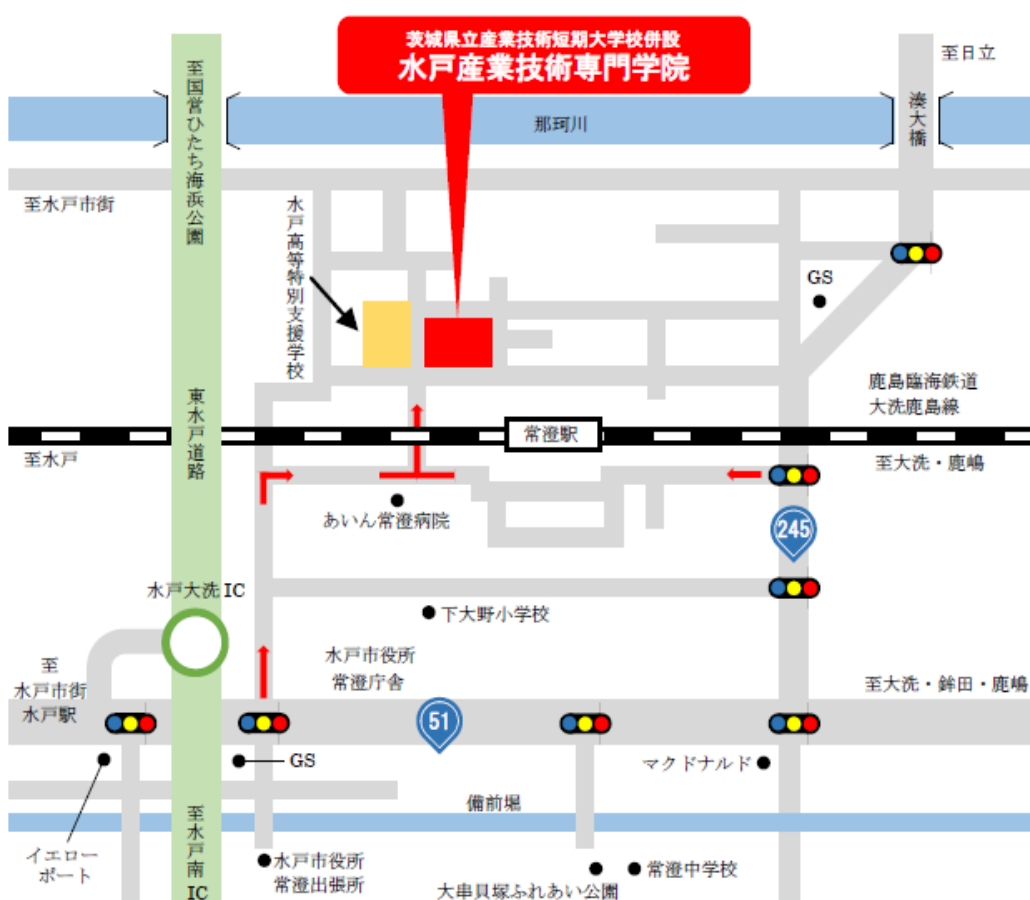 茨城県立産業技術短期大学校併設
水戸産業技術専門学院
至日立
至国営ひたち海浜公園
那珂川
湊大橋
至水戸市街
水戸高等特別支援学校
GS
東水戸道路
鹿島臨海鉄道
大洗鹿島線
常澄駅
至水戸
至大洗・鹿嶋
あいん常澄病院
245
水戸大洗IC
下大野小学校
至
水戸市街
水戸駅
水戸市役所
常澄庁舎
至大洗・鉾田・鹿嶋
51
GS
マクドナルド
備前堀
至水戸南IC
イエロー
ポート
水戸市役所
常澄出張所
常澄中学校
大串貝塚ふれあい公園